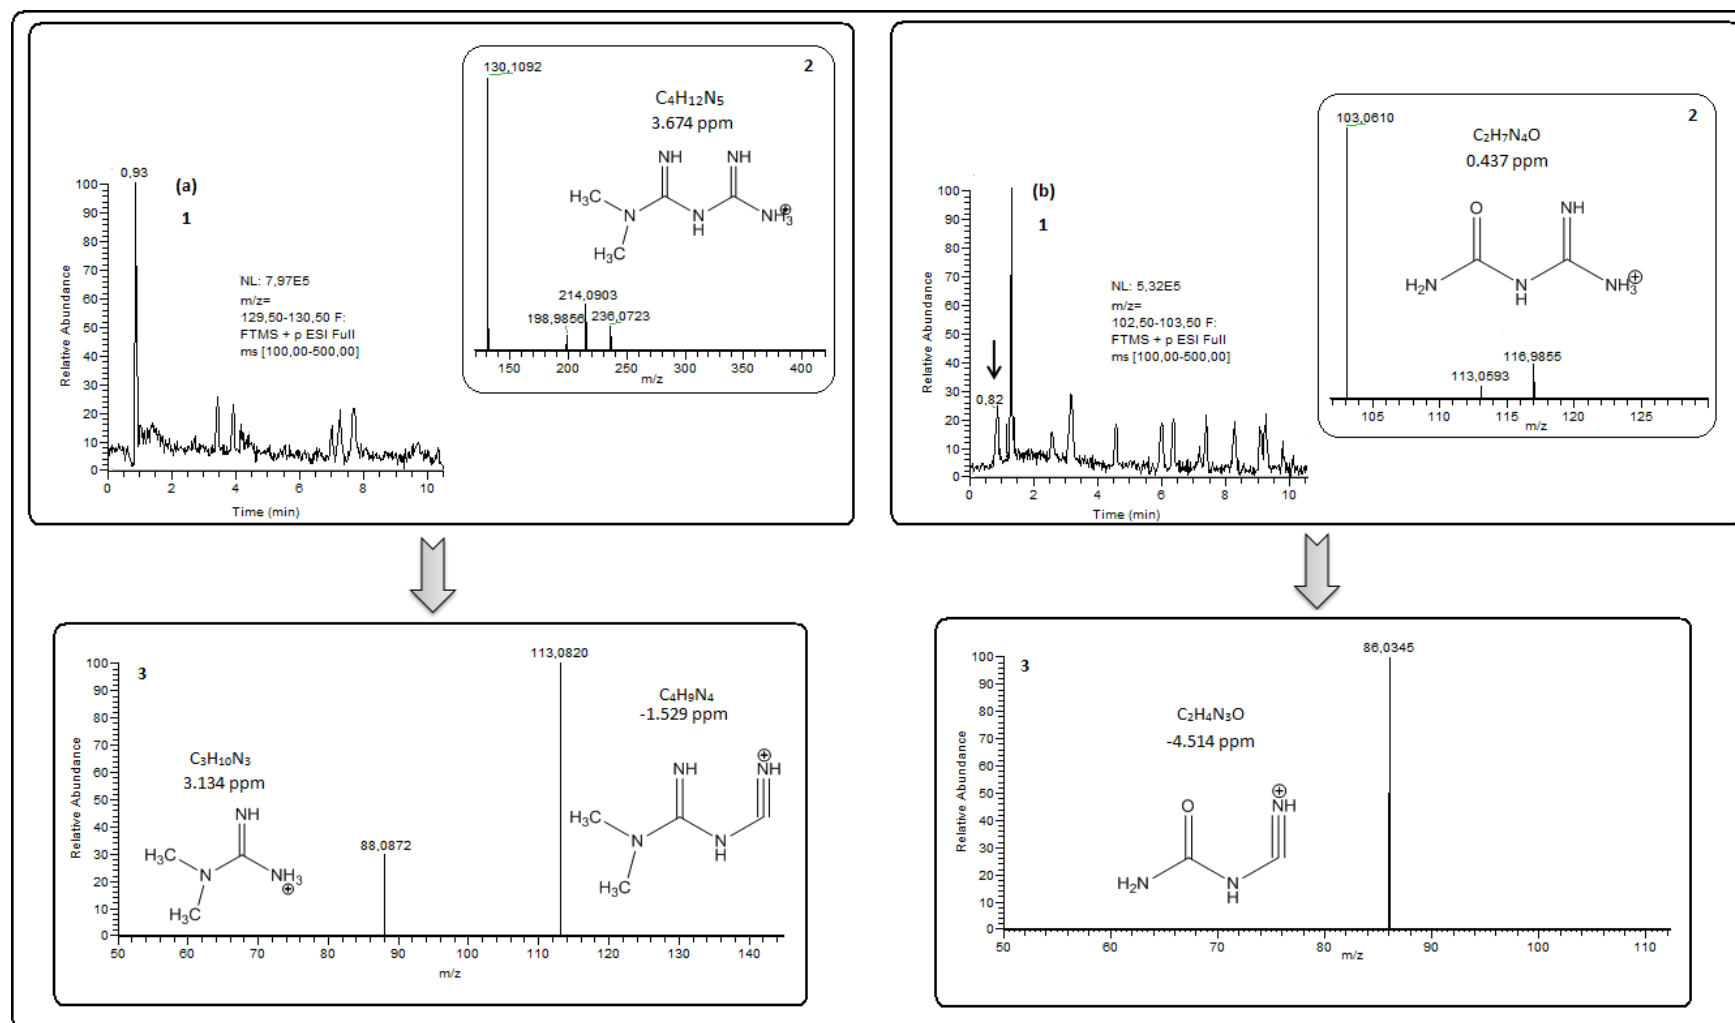 (a)
1
0,93
Relative Abundance
100
90
80
70
60
50
40
30
20
10
0
0 2 4 6 8 10
Time (min)
NL: 7,97E5
m/z=
129,50-130,50 F:
FTMS + p ESI Full
ms [100,00-500,00]
2
130,1092
C₄H₁₂N₅
3.674 ppm
NH NH
H₃C
N N NH₃⊕
H
H₃C
214,0903
198,9856 236,0723
150 200 250 300 350 400
m/z
(b)
1
0,82
Relative Abundance
100
90
80
70
60
50
40
30
20
10
0
0 2 4 6 8 10
Time (min)
NL: 5,32E5
m/z=
102,50-103,50 F:
FTMS + p ESI Full
ms [100,00-500,00]
2
103,0610
C₂H₇N₄O
0.437 ppm
O NH
H₂N N NH₃⊕
H
116,9855
113,0593
105 110 115 120 125
m/z
3
113,0820
C₄H₉N₄
-1.529 ppm
⊕
NH NH
H₃C
N N
H
H₃C
C₃H₁₀N₃
3.134 ppm
NH
H₃C
N NH₃
⊕
H₃C
88,0872
Relative Abundance
100
90
80
70
60
50
40
30
20
10
0
50 60 70 80 90 100 110 120 130 140
m/z
3
86,0345
C₂H₄N₃O
-4.514 ppm
⊕
O NH
H₂N N
H
Relative Abundance
100
90
80
70
60
50
40
30
20
10
0
50 60 70 80 90 100 110
m/z